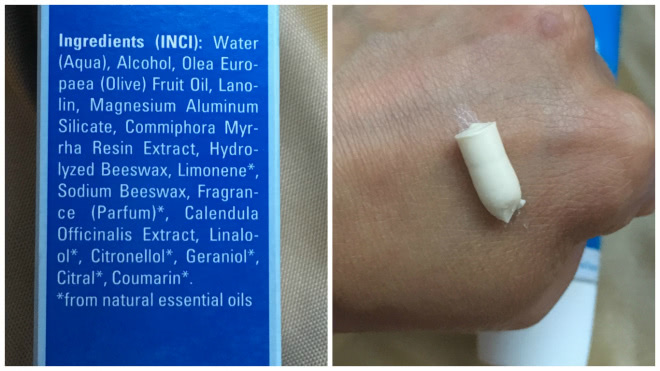 Ingredients (INCI): Water
(Aqua), Alcohol, Olea Euro-
paea (Olive) Fruit Oil, Lano-
lin, Magnesium Aluminum
Silicate, Commiphora Myr-
rha Resin Extract, Hydro-
lyzed Beeswax, Limonene*,
Sodium Beeswax, Fragran-
ce (Parfum)*, Calendula
Officinalis Extract, Linalo-
ol*, Citronellol*, Geraniol*,
Citral*, Coumarin*.
*from natural essential oils